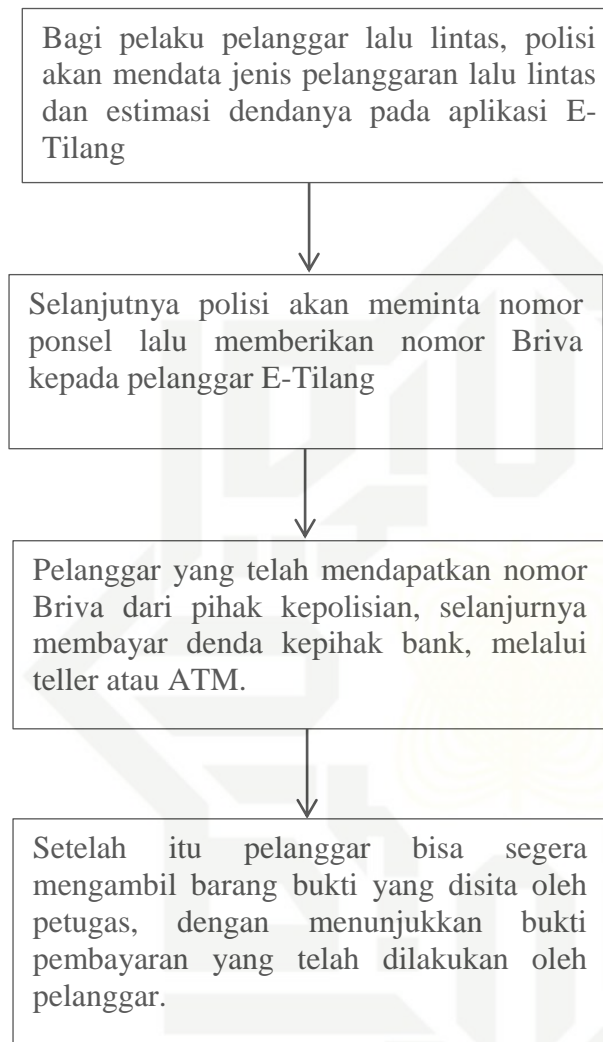 Bagi pelaku pelanggar lalu lintas, polisi
akan mendata jenis pelanggaran lalu lintas
dan estimasi dendanya pada aplikasi E-
Tilang
Selanjutnya polisi akan meminta nomor
ponsel lalu memberikan nomor Briva
kepada pelanggar E-Tilang
Pelanggar yang telah mendapatkan nomor
Briva dari pihak kepolisian, selanjurnya
membayar denda kepihak bank, melalui
teller atau ATM.
Setelah itu pelanggar bisa segera
mengambil barang bukti yang disita oleh
petugas, dengan menunjukkan bukti
pembayaran yang telah dilakukan oleh
pelanggar.